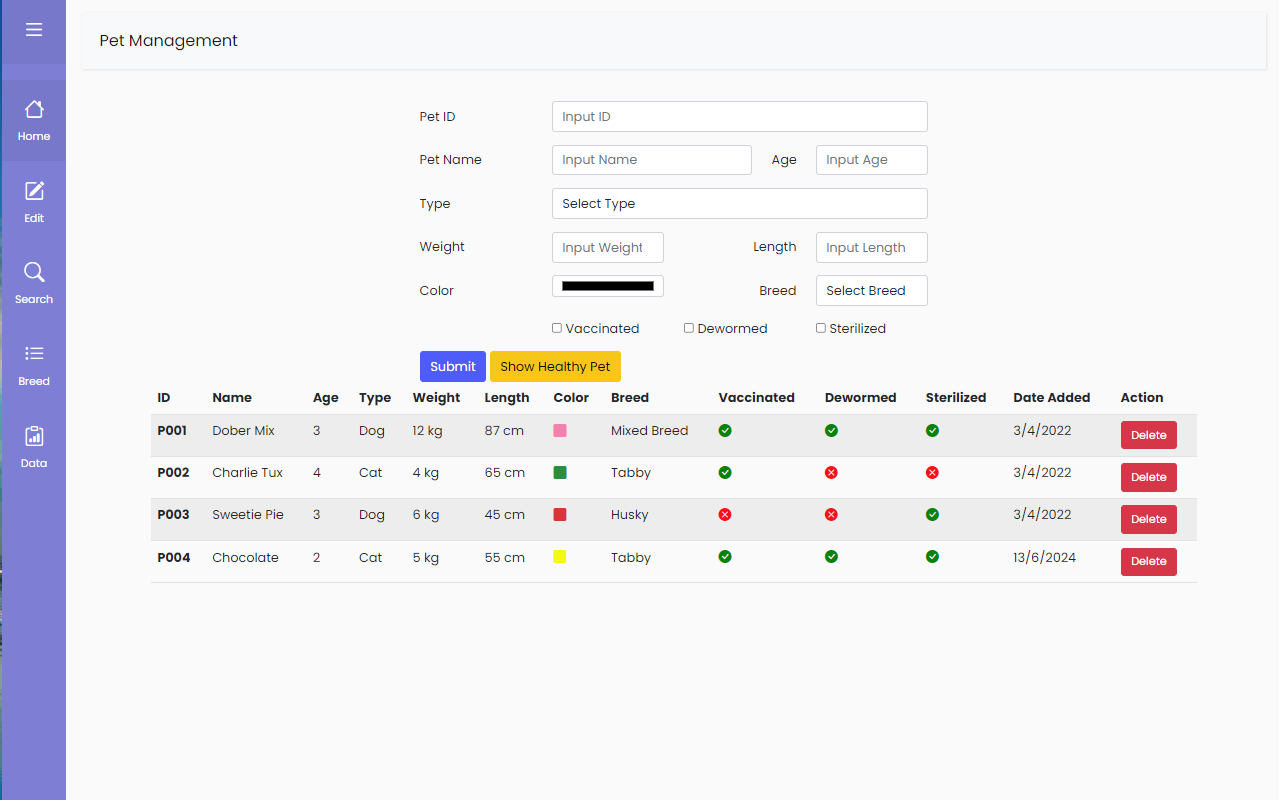 Pet Management
Home
Edit
Search
Breed
Data
Pet ID Input ID
Pet Name Input Name Age Input Age
Type Select Type
Weight Input Weight Length Input Length
Color Breed Select Breed
Vaccinated Dewormed Sterilized
Submit Show Healthy Pet
ID Name Age Type Weight Length Color Breed Vaccinated Dewormed Sterilized Date Added Action
P001 Dober Mix 3 Dog 12 kg 87 cm Mixed Breed 3/4/2022 Delete
P002 Charlie Tux 4 Cat 4 kg 65 cm Tabby 3/4/2022 Delete
P003 Sweetie Pie 3 Dog 6 kg 45 cm Husky 3/4/2022 Delete
P004 Chocolate 2 Cat 5 kg 55 cm Tabby 13/6/2024 Delete